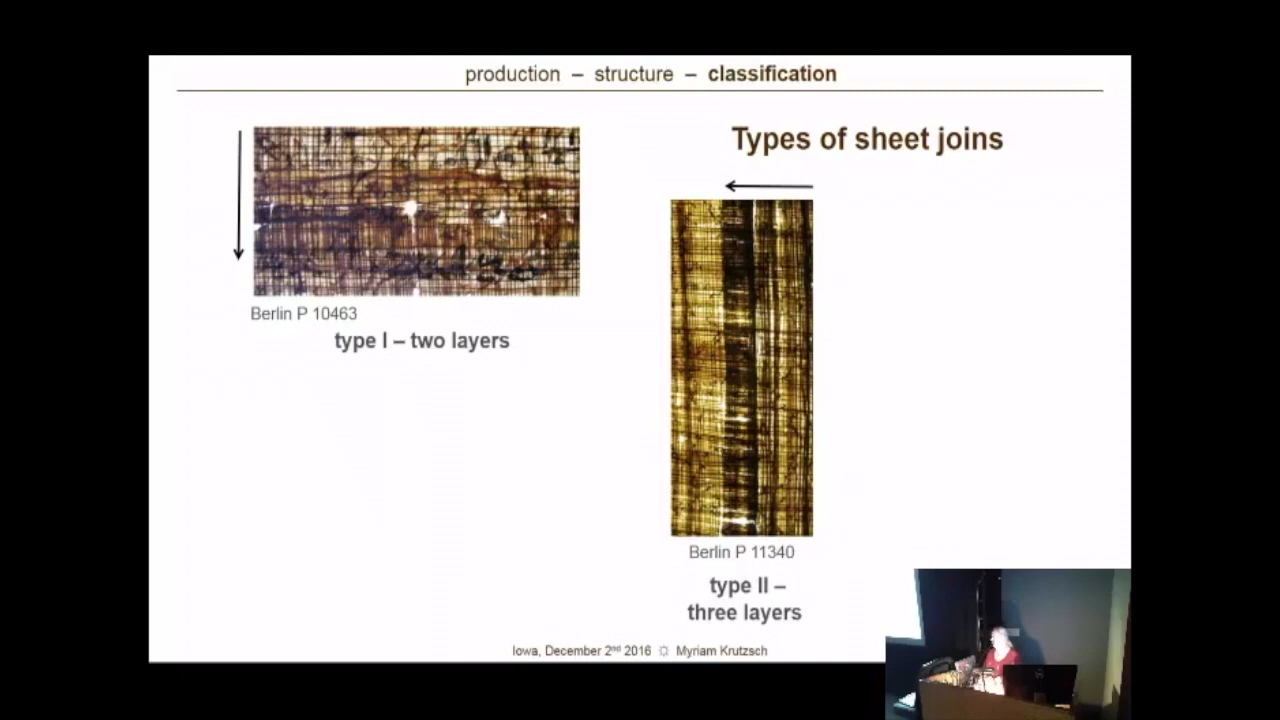 production – structure – classification
Types of sheet joins
Berlin P 10463
type I – two layers
Berlin P 11340
type II –
three layers
Iowa, December 2nd 2016 ☼ Myriam Krutzsch